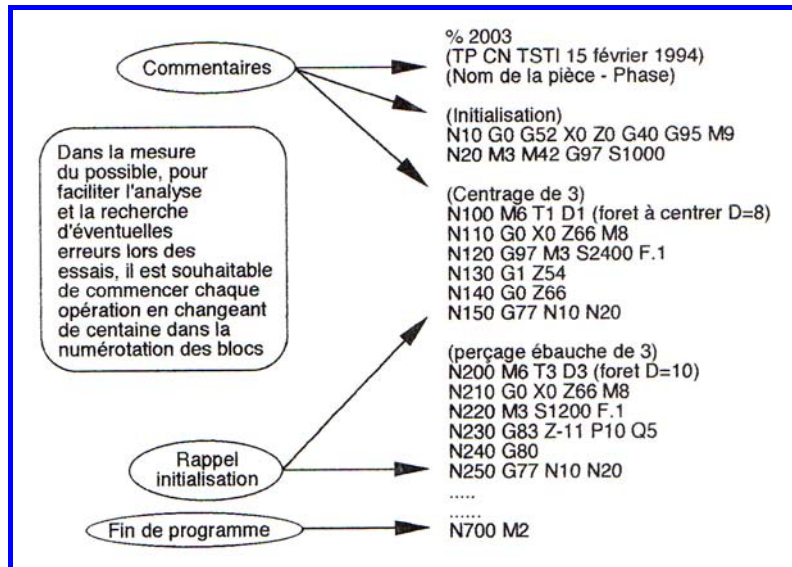 Commentaires
Dans la mesure
du possible, pour
faciliter l'analyse
et la recherche
d'éventuelles
erreurs lors des
essais, il est souhaitable
de commencer chaque
opération en changeant
de centaine dans la
numérotation des blocs
Rappel
initialisation
Fin de programme
% 2003
(TP CN TSTI 15 février 1994)
(Nom de la pièce - Phase)
(Initialisation)
N10 G0 G52 X0 Z0 G40 G95 M9
N20 M3 M42 G97 S1000
(Centrage de 3)
N100 M6 T1 D1 (foret à centrer D=8)
N110 G0 X0 Z66 M8
N120 G97 M3 S2400 F.1
N130 G1 Z54
N140 G0 Z66
N150 G77 N10 N20
(perçage ébauche de 3)
N200 M6 T3 D3 (foret D=10)
N210 G0 X0 Z66 M8
N220 M3 S1200 F.1
N230 G83 Z-11 P10 Q5
N240 G80
N250 G77 N10 N20
.....
......
N700 M2